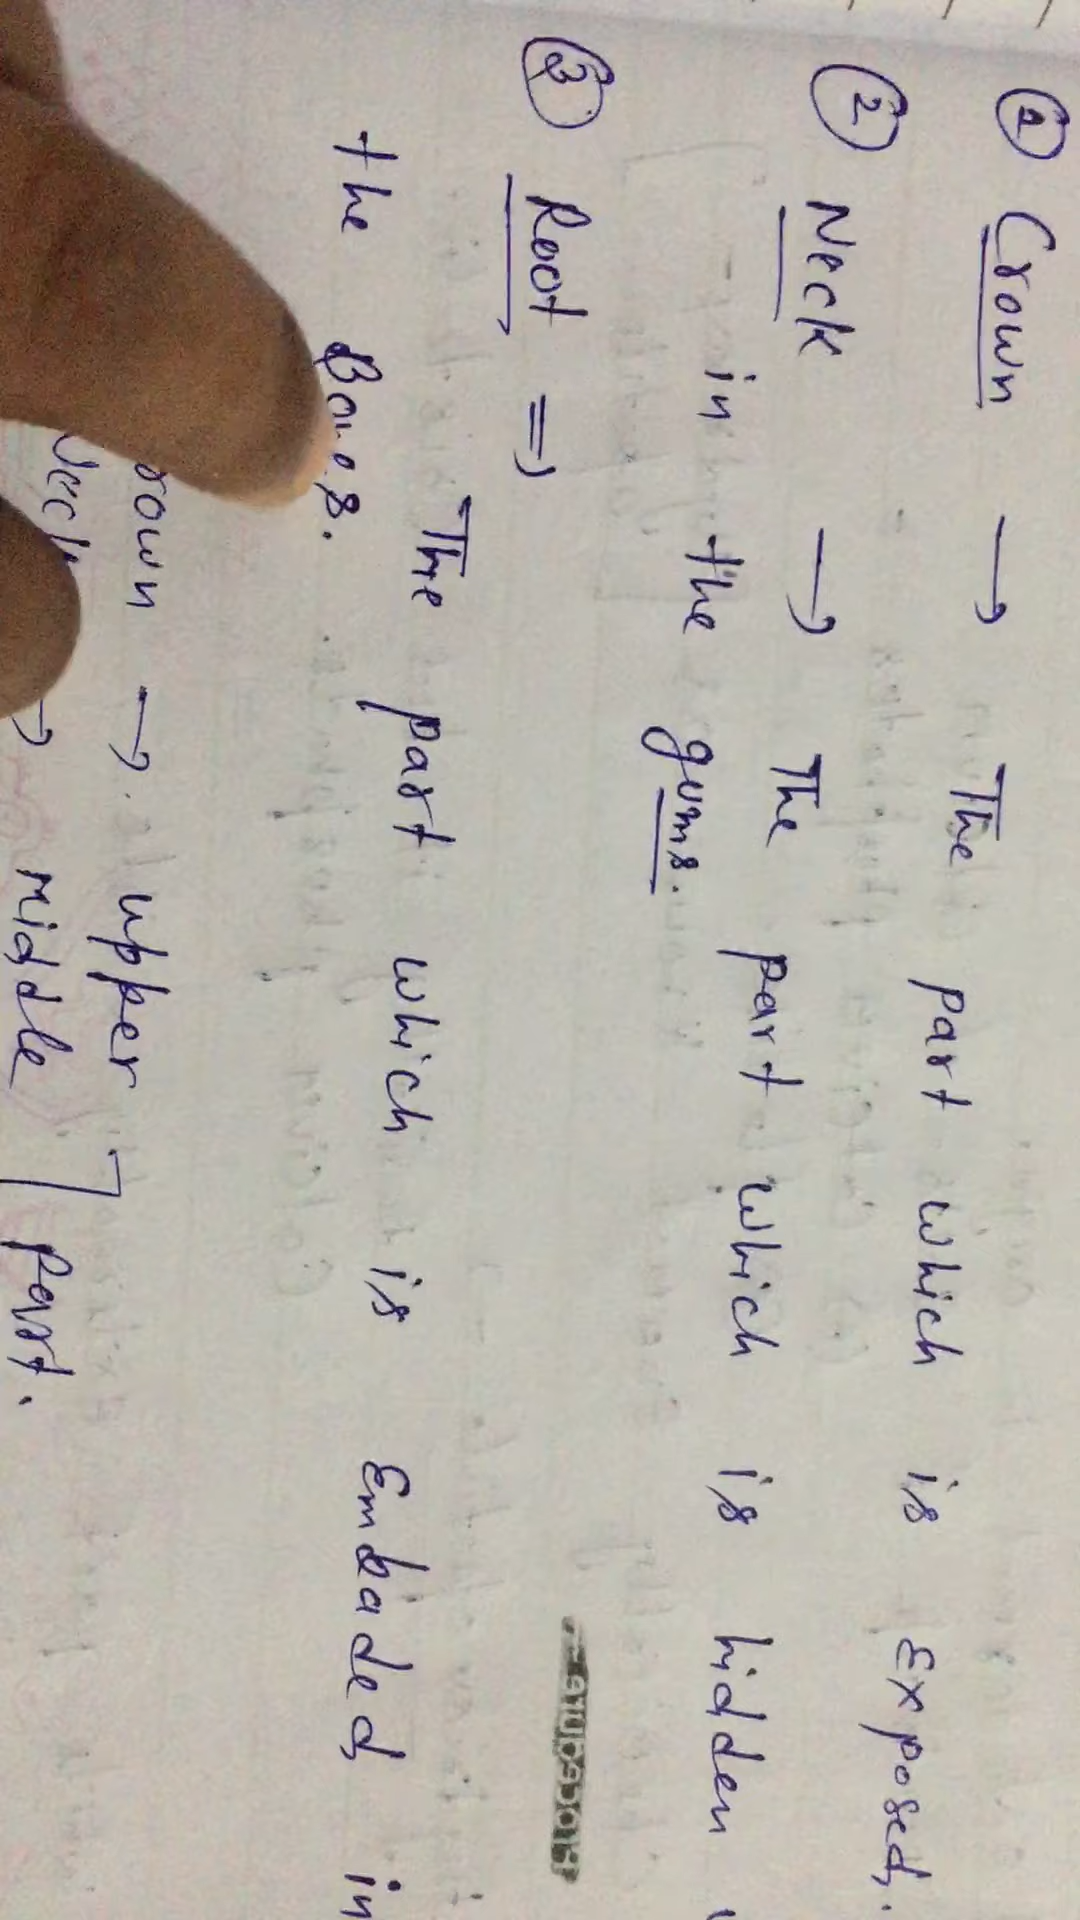 ① Crown → The part which is Exposed.
② Neck → The part which is hidden
in the gums.
③ Root ⇒
The part which is Embaded in
the Bones.
rown → upper
Neck → middle ] part.